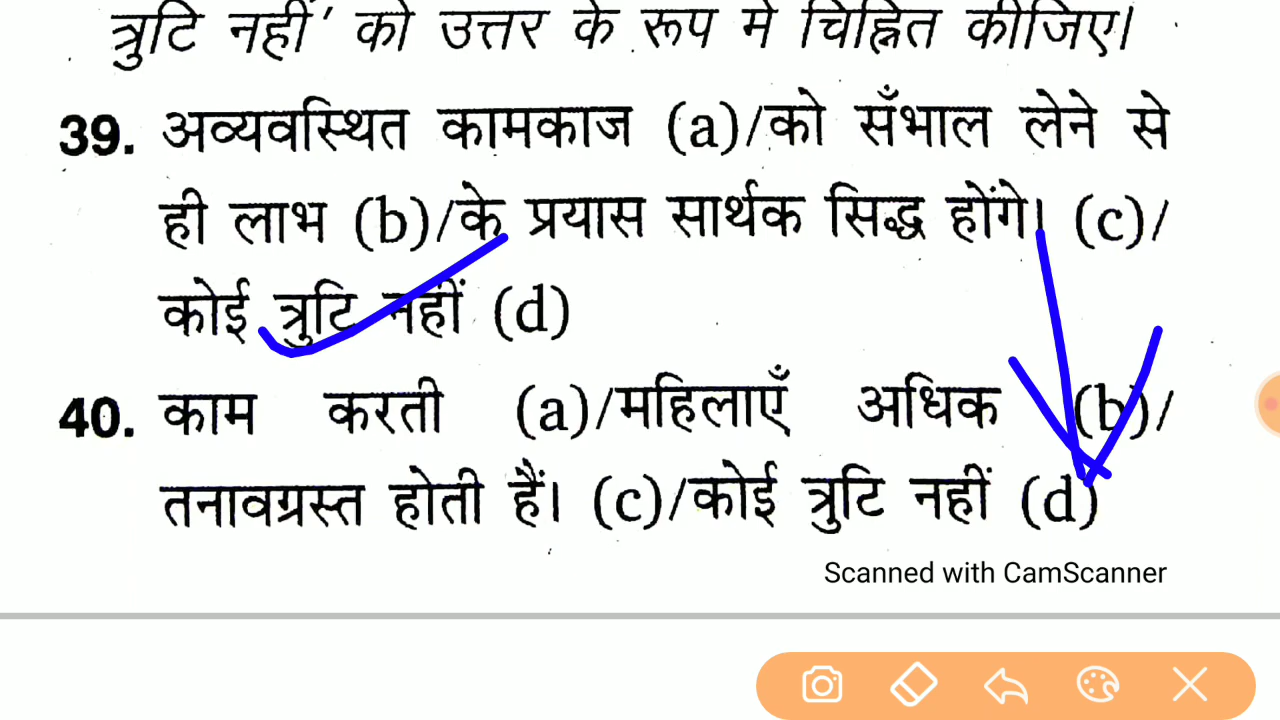 त्रुटि नहीं' को उत्तर के रूप में चिह्नित कीजिए।
39. अव्यवस्थित कामकाज (a)/को सँभाल लेने से
ही लाभ (b)/के प्रयास सार्थक सिद्ध होंगे। (c)/
कोई त्रुटि नहीं (d)
40. काम करती (a)/महिलाएँ अधिक (b)/
तनावग्रस्त होती हैं। (c)/कोई त्रुटि नहीं (d)
Scanned with CamScanner